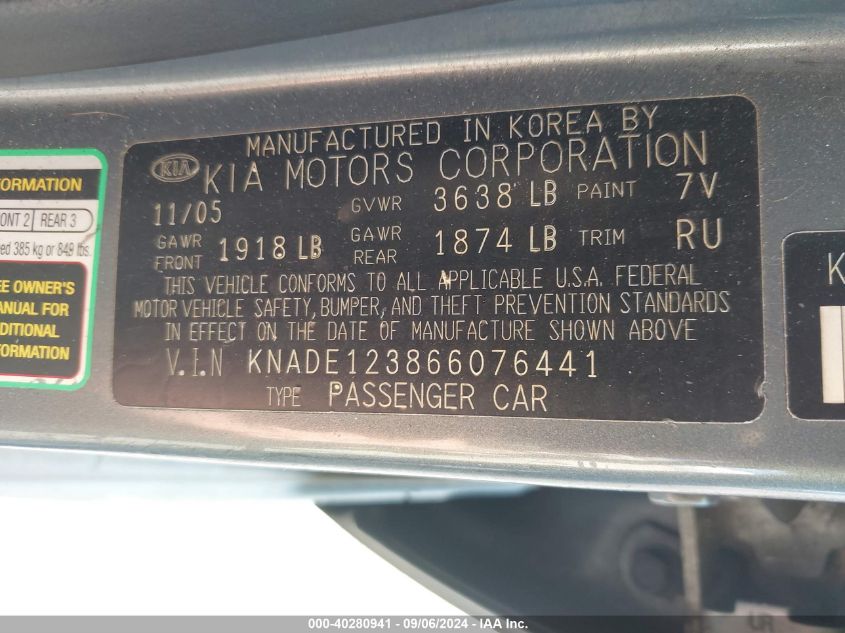 MANUFACTURED IN KOREA BY
KIA KIA MOTORS CORPORATION
11/05 GVWR 3638 LB PAINT 7V
GAWR FRONT 1918 LB GAWR REAR 1874 LB TRIM RU
THIS VEHICLE CONFORMS TO ALL APPLICABLE U.S.A. FEDERAL
MOTOR VEHICLE SAFETY, BUMPER, AND THEFT PREVENTION STANDARDS
IN EFFECT ON THE DATE OF MANUFACTURE SHOWN ABOVE
V.I.N KNADE123866076441
TYPE PASSENGER CAR
FORMATION
ONT 2 REAR 3
ed 385 kg or 849 lbs.
EE OWNER'S
ANUAL FOR
DDITIONAL
FORMATION
K
000-40280941 - 09/06/2024 - IAA Inc.